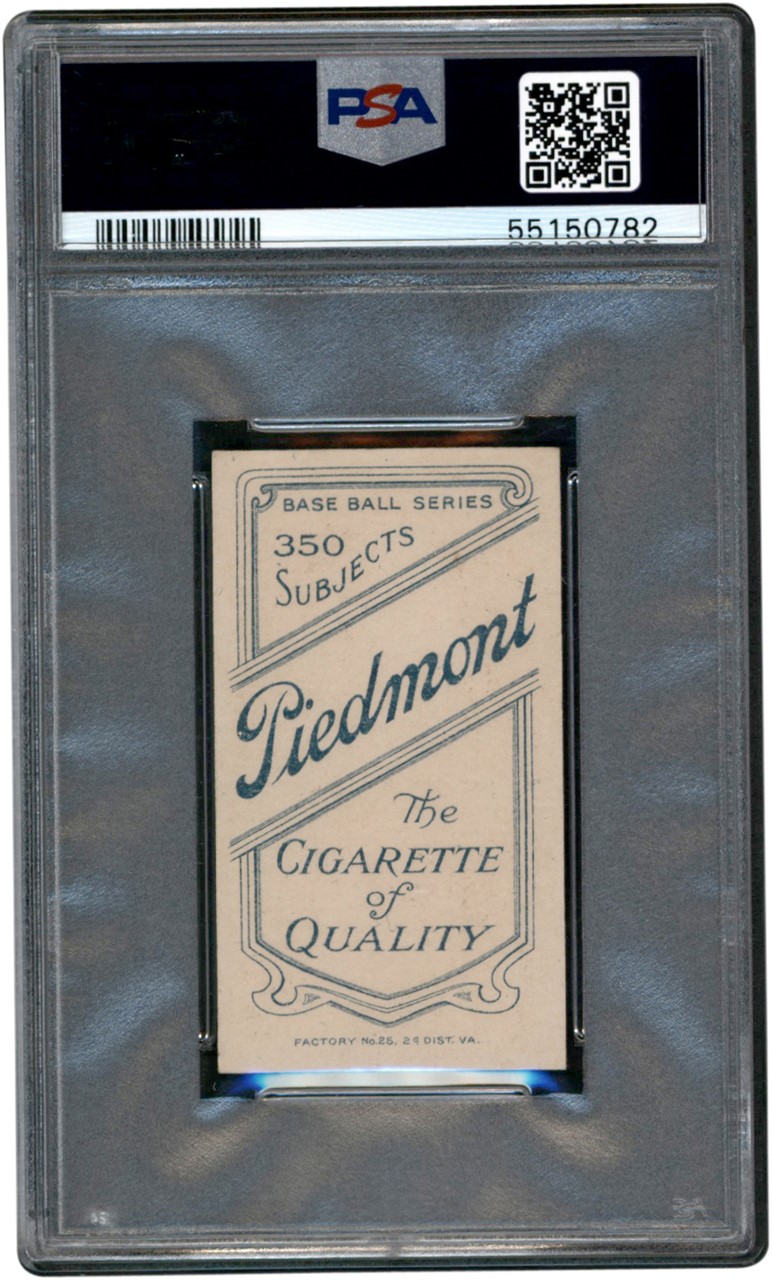 PSA
55150782
BASE BALL SERIES
350
SUBJECTS
Piedmont
The
CIGARETTE
of
QUALITY
FACTORY No.25, 2d DIST. VA.